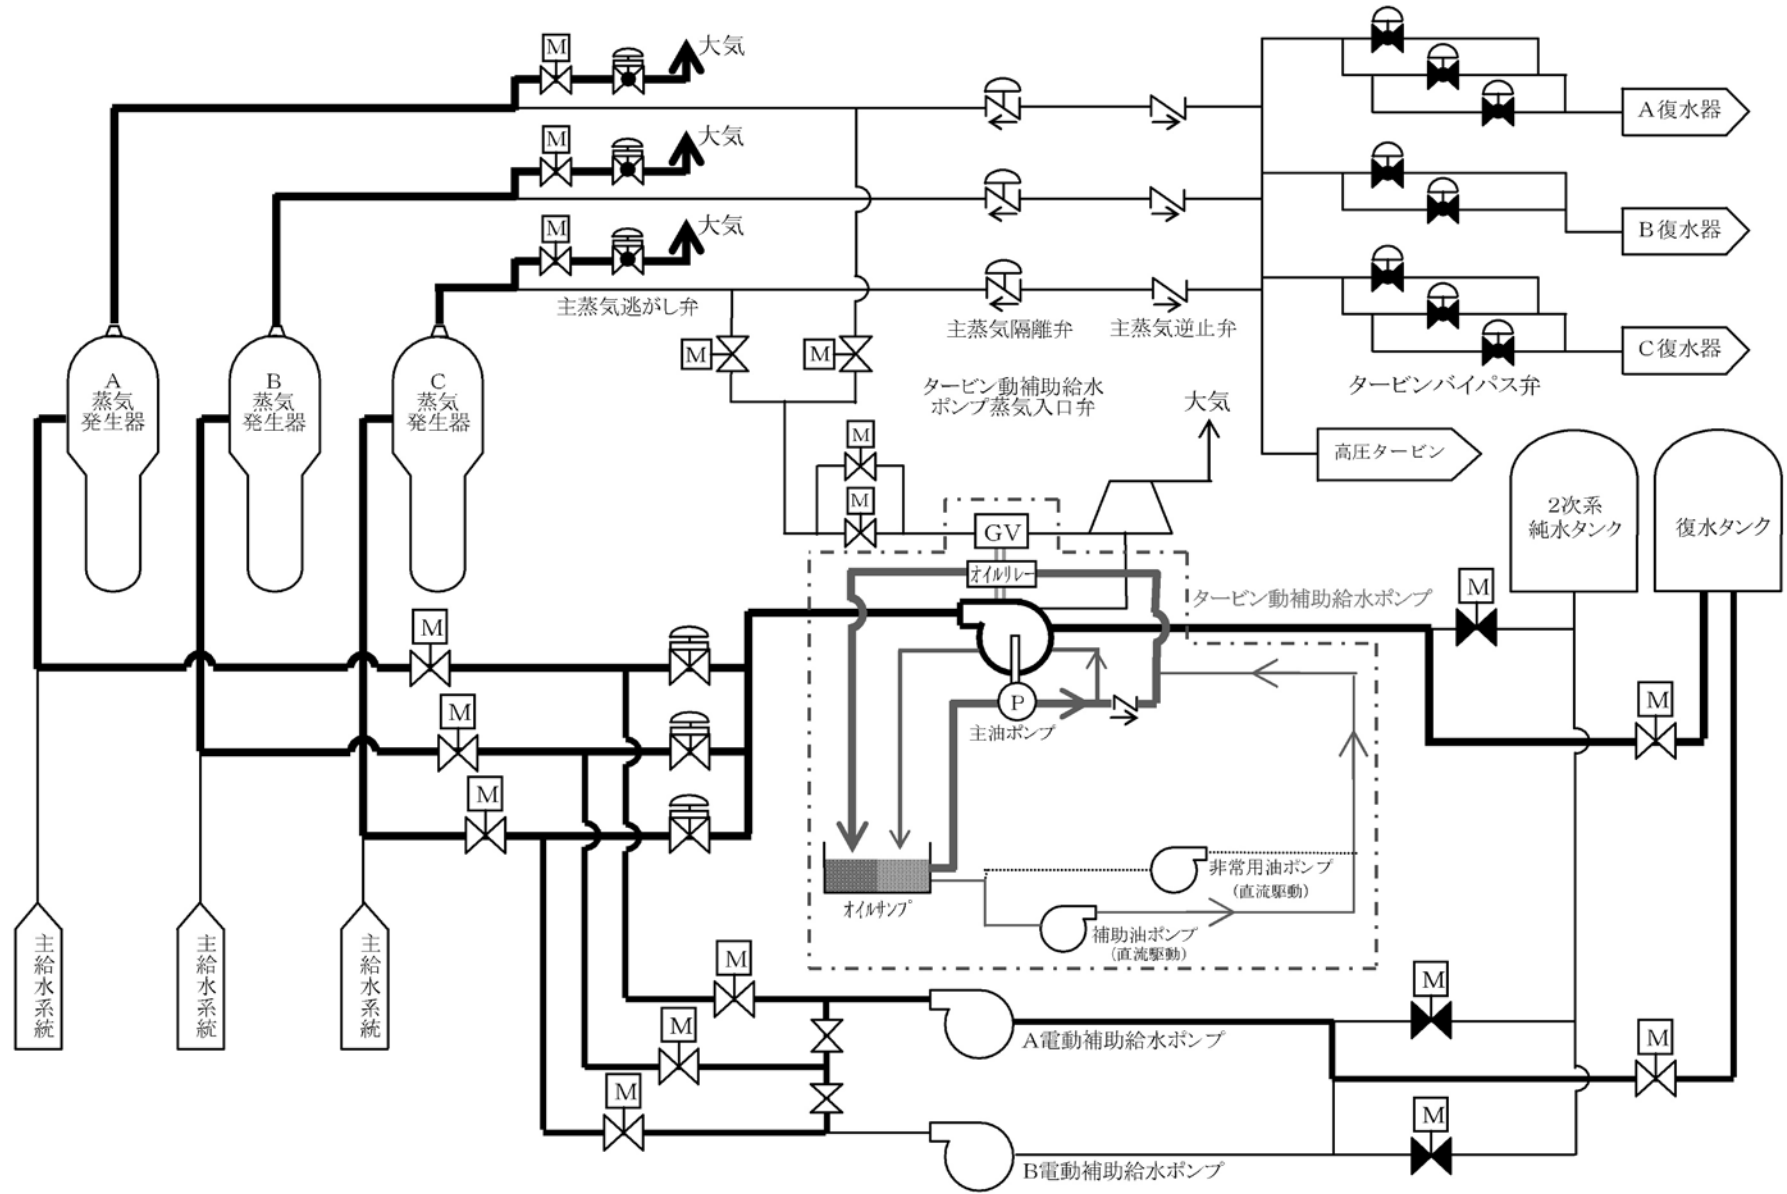 M
大気
M
大気
M
大気
主蒸気逃がし弁
主蒸気隔離弁
主蒸気逆止弁
A復水器
B復水器
C復水器
タービンバイパス弁
高圧タービン
A
蒸気
発生器
B
蒸気
発生器
C
蒸気
発生器
M
M
タービン動補助給水
ポンプ蒸気入口弁
大気
M
M
GV
オイルリレー
タービン動補助給水ポンプ
2次系
純水タンク
復水タンク
M
M
M
M
M
P
主油ポンプ
オイルサンプ
非常用油ポンプ
(直流駆動)
補助油ポンプ
(直流駆動)
主給水系統
主給水系統
主給水系統
M
M
M
A電動補助給水ポンプ
B電動補助給水ポンプ
M
M
M